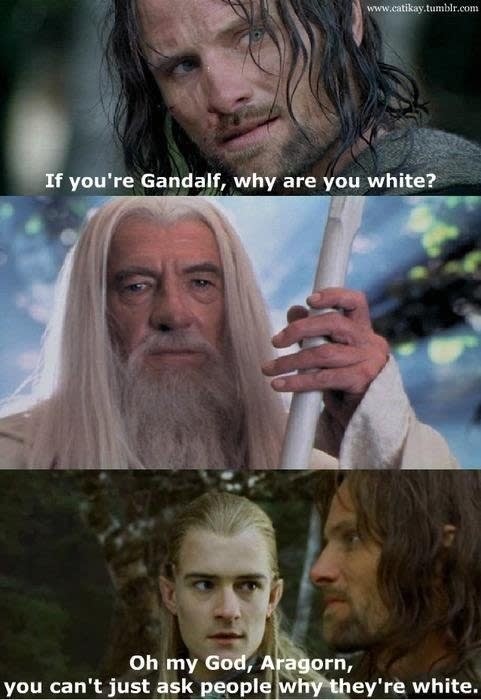 www.catikay.tumblr.com
If you're Gandalf, why are you white?
Oh my God, Aragorn,
you can't just ask people why they're white.